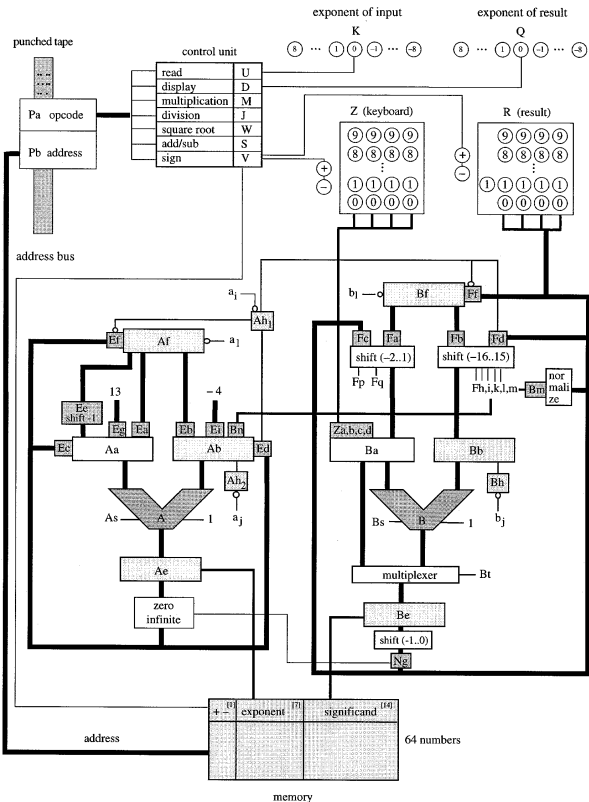 exponent of input
exponent of result
K
Q
8 ... 1 0 -1 ... -8
8 ... 1 0 -1 ... -8
punched tape
control unit
read U
display D
multiplication M
division J
square root W
add/sub S
sign V
Pa opcode
Pb address
address bus
+
-
+
-
Z (keyboard)
9 9 9 9
8 8 8 8
⋮
1 1 1 1
0 0 0 0
R (result)
9 9 9 9
8 8 8 8
⋮
1 1 1 1 1
0 0 0 0
ai
Ah1
Ef
Af
a1
b1
Bf
Ff
Fc
Fa
Fb
Fd
shift (-2..1)
shift (-16..15)
Fp Fq
Fh,i,k,l,m
Bm
nor
mali
ze
Ee
shift -1
13
-4
Ec
Eg
Ea
Eb
Ei
Bn
Ed
Aa
Ab
Ah2
aj
Za,b,c,d
Ba
Bb
Bh
bj
As
A
1
Bs
B
1
Ae
multiplexer
Bt
zero
infinite
Be
shift (-1..0)
Ng
+ - [1]
exponent [7]
significand [14]
address
64 numbers
memory